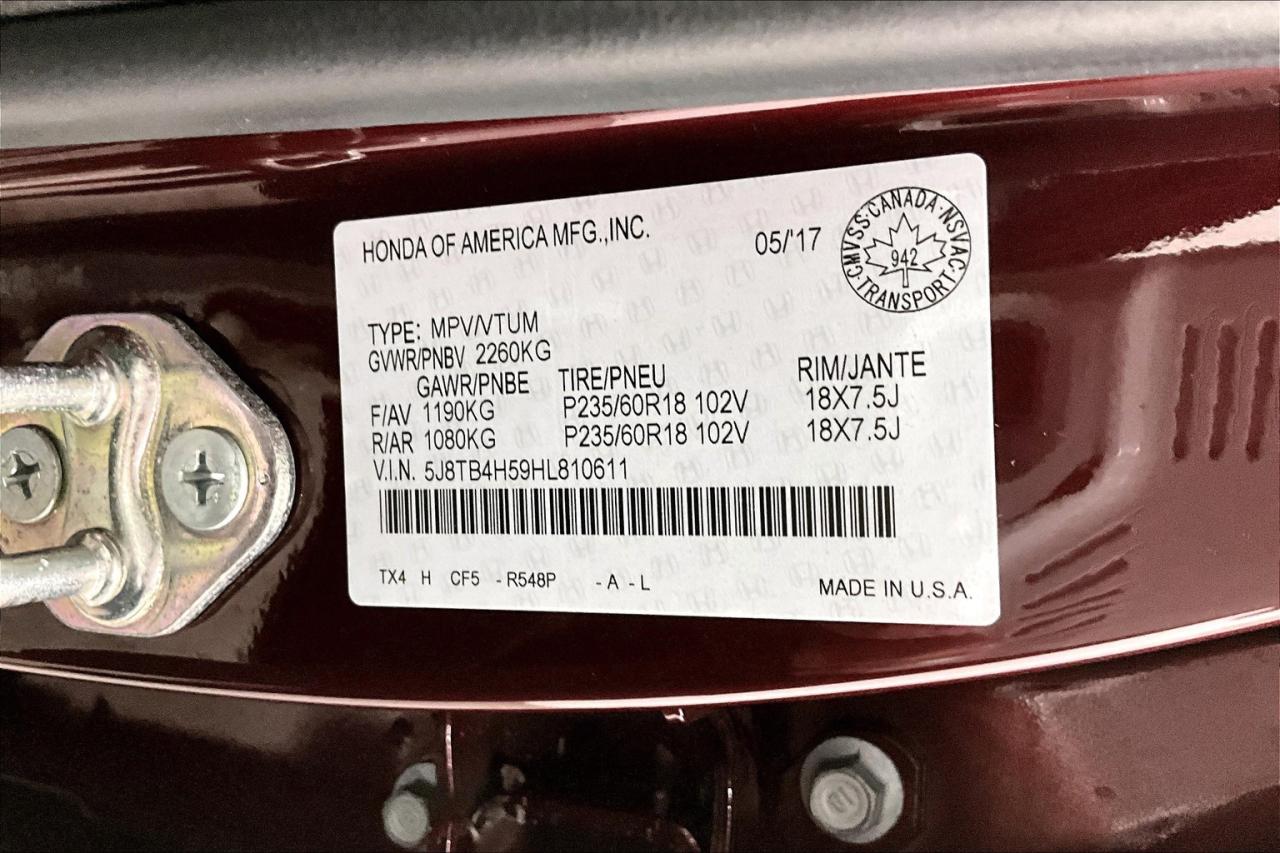 HONDA OF AMERICA MFG.,INC.
05/'17
CMVSS·CANADA·NSVAC·TRANSPORT·
942
TYPE: MPV/VTUM
GVWR/PNBV 2260KG
GAWR/PNBE TIRE/PNEU RIM/JANTE
F/AV 1190KG P235/60R18 102V 18X7.5J
R/AR 1080KG P235/60R18 102V 18X7.5J
V.I.N. 5J8TB4H59HL810611
TX4 H CF5 -R548P -A -L MADE IN U.S.A.